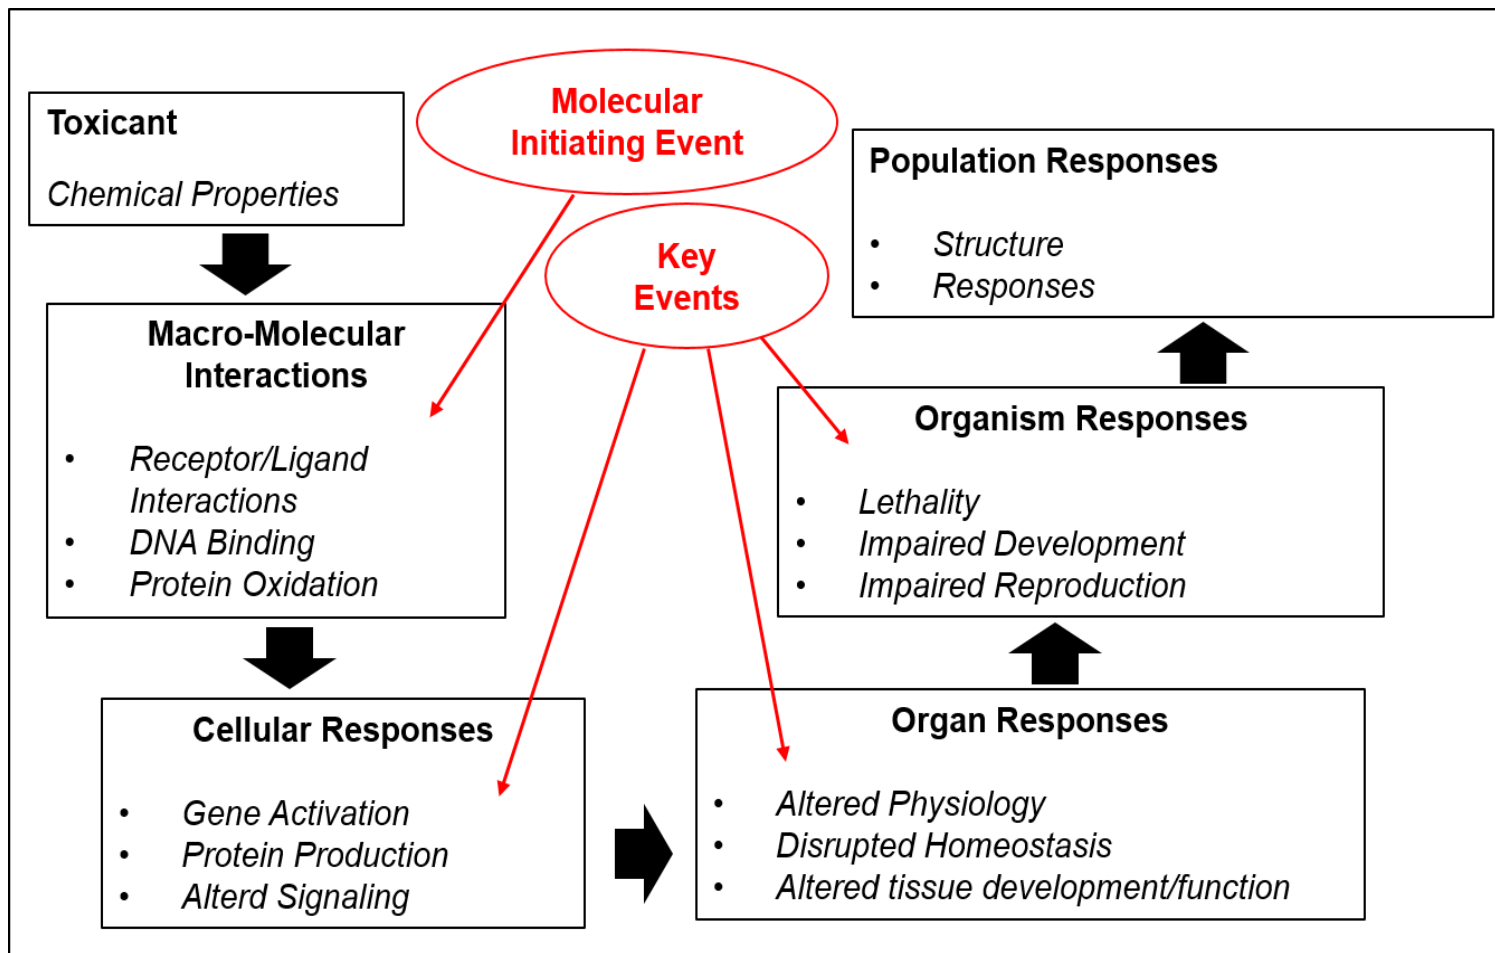 Toxicant
Chemical Properties
Molecular
Initiating Event
Key
Events
Macro-Molecular
Interactions
• Receptor/Ligand
Interactions
• DNA Binding
• Protein Oxidation
Cellular Responses
• Gene Activation
• Protein Production
• Alterd Signaling
Organ Responses
• Altered Physiology
• Disrupted Homeostasis
• Altered tissue development/function
Organism Responses
• Lethality
• Impaired Development
• Impaired Reproduction
Population Responses
• Structure
• Responses